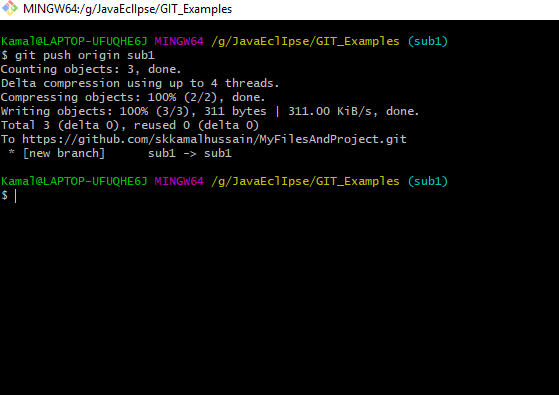 MINGW64:/g/JavaEclIpse/GIT_Examples
Kamal@LAPTOP-UFUQHE6J MINGW64 /g/JavaEclIpse/GIT_Examples (sub1)
$ git push origin sub1
Counting objects: 3, done.
Delta compression using up to 4 threads.
Compressing objects: 100% (2/2), done.
Writing objects: 100% (3/3), 311 bytes | 311.00 KiB/s, done.
Total 3 (delta 0), reused 0 (delta 0)
To https://github.com/skkamalhussain/MyFilesAndProject.git
 * [new branch]      sub1 -> sub1
Kamal@LAPTOP-UFUQHE6J MINGW64 /g/JavaEclIpse/GIT_Examples (sub1)
$